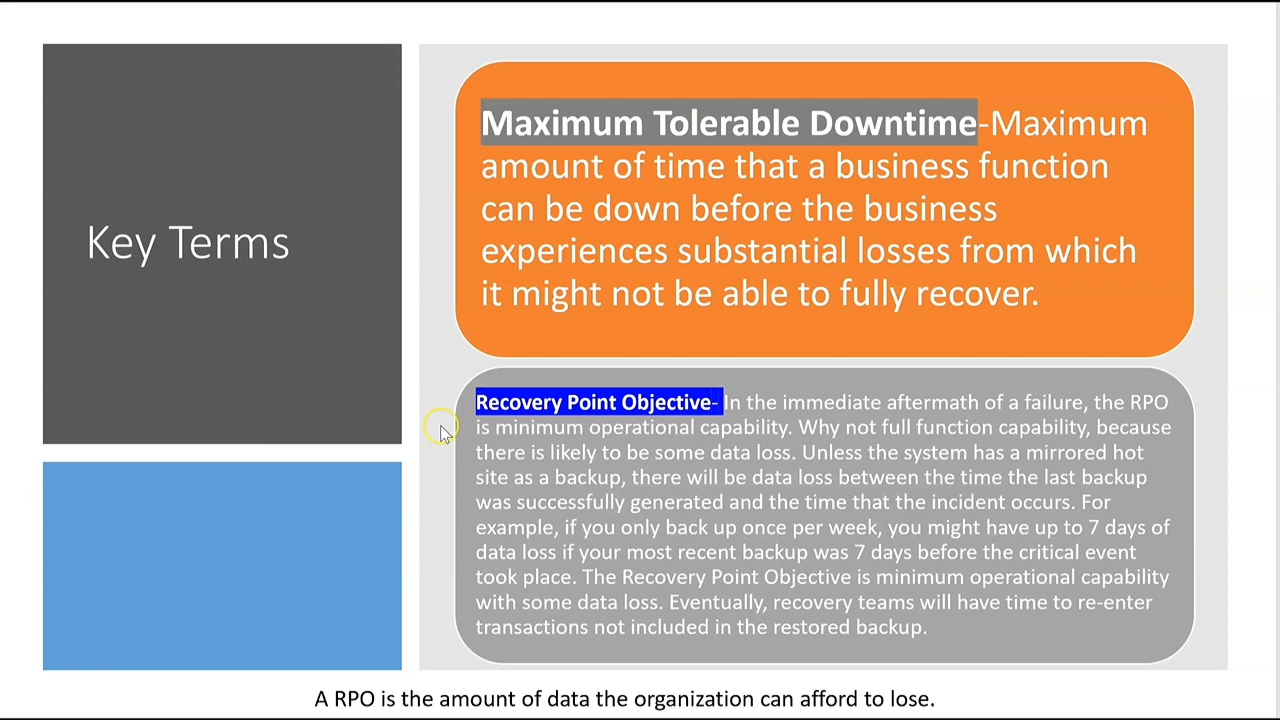 Key Terms
Maximum Tolerable Downtime-Maximum
amount of time that a business function
can be down before the business
experiences substantial losses from which
it might not be able to fully recover.
Recovery Point Objective- In the immediate aftermath of a failure, the RPO
is minimum operational capability. Why not full function capability, because
there is likely to be some data loss. Unless the system has a mirrored hot
site as a backup, there will be data loss between the time the last backup
was successfully generated and the time that the incident occurs. For
example, if you only back up once per week, you might have up to 7 days of
data loss if your most recent backup was 7 days before the critical event
took place. The Recovery Point Objective is minimum operational capability
with some data loss. Eventually, recovery teams will have time to re-enter
transactions not included in the restored backup.
A RPO is the amount of data the organization can afford to lose.